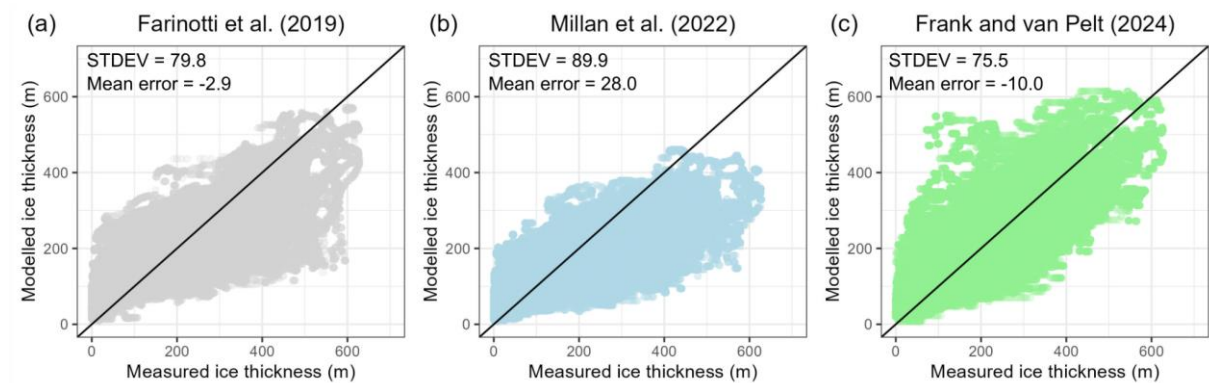 (a) Farinotti et al. (2019)
STDEV = 79.8
Mean error = -2.9
Modelled ice thickness (m)
600
400
200
0
0 200 400 600
Measured ice thickness (m)
(b) Millan et al. (2022)
STDEV = 89.9
Mean error = 28.0
Modelled ice thickness (m)
600
400
200
0
0 200 400 600
Measured ice thickness (m)
(c) Frank and van Pelt (2024)
STDEV = 75.5
Mean error = -10.0
Modelled ice thickness (m)
600
400
200
0
0 200 400 600
Measured ice thickness (m)